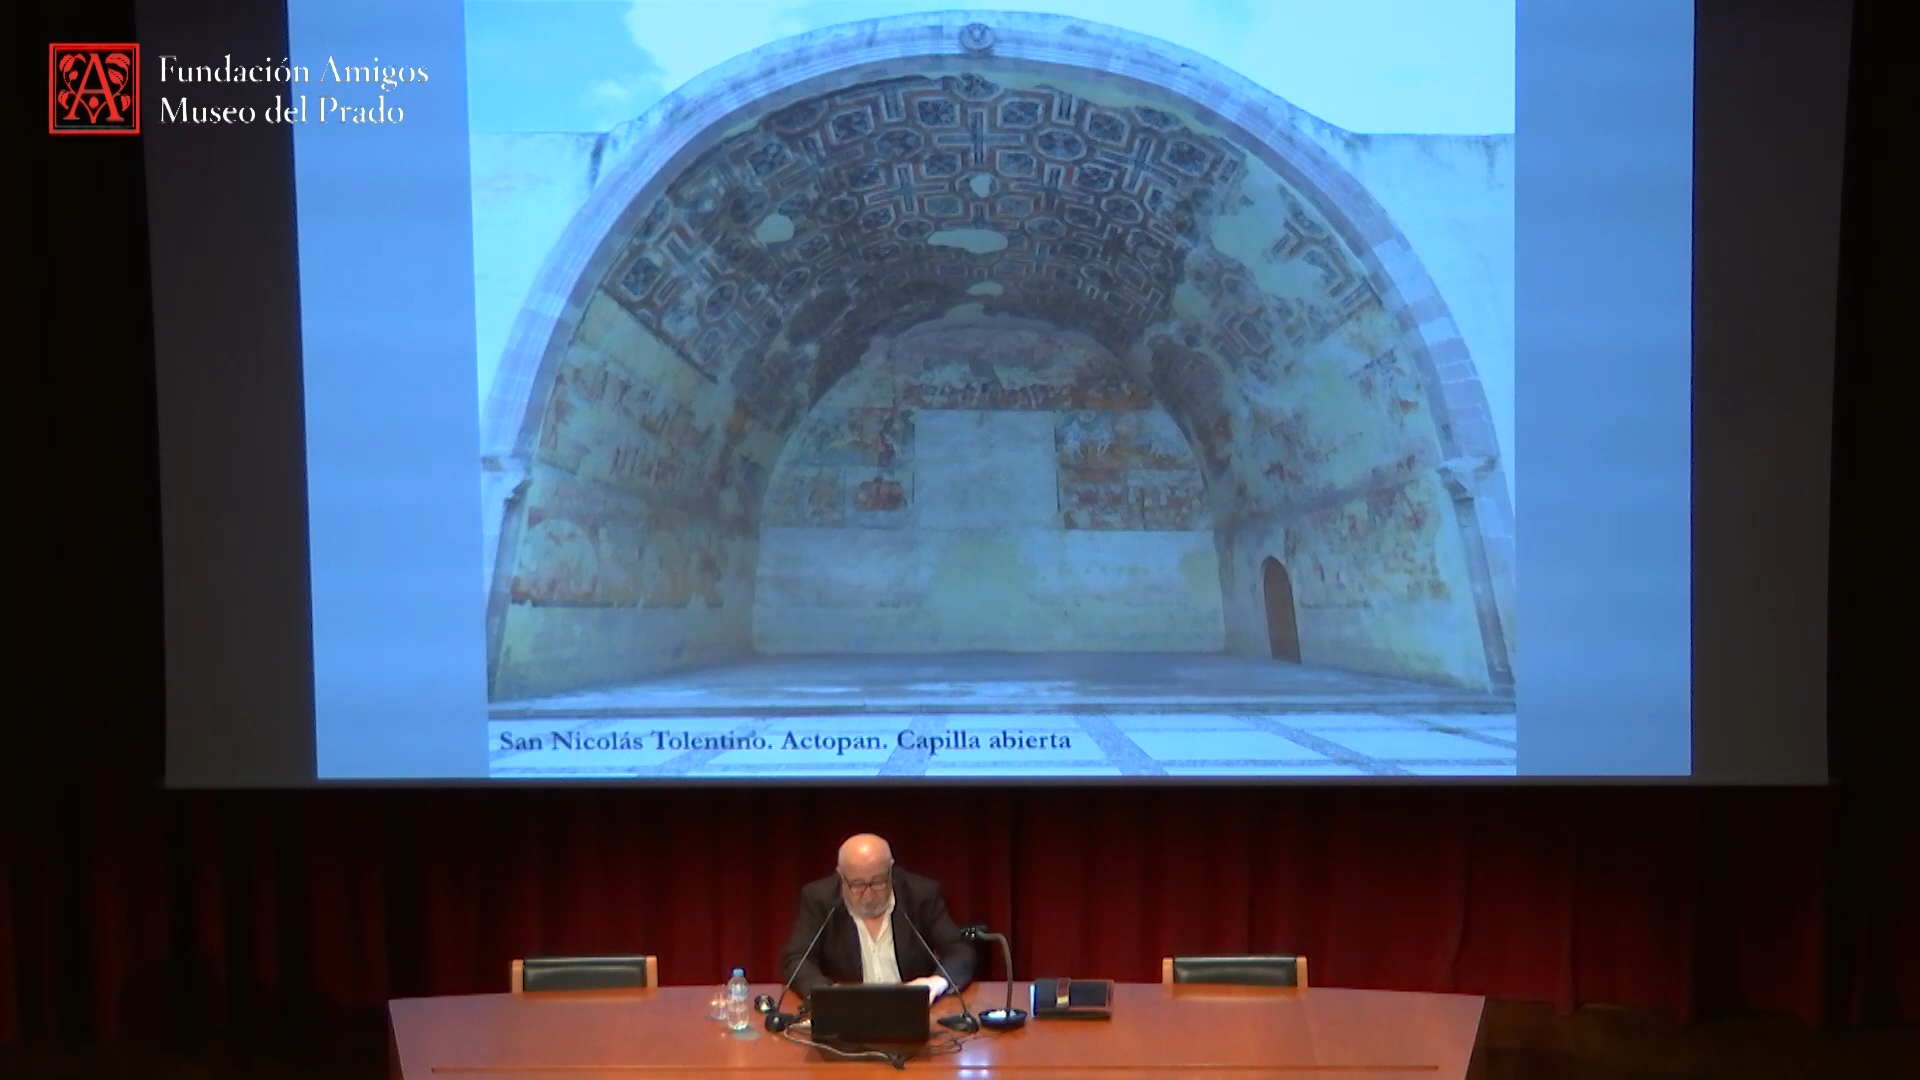 Fundación Amigos
Museo del Prado
San Nicolás Tolentino. Actopan. Capilla abierta